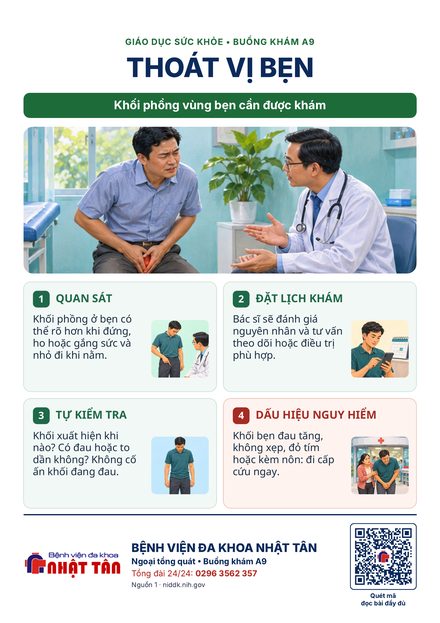 GIÁO DỤC SỨC KHỎE • BUỒNG KHÁM A9
THOÁT VỊ BẸN
Khối phồng vùng bẹn cần được khám
1 QUAN SÁT
Khối phồng ở bẹn có
thể rõ hơn khi đứng,
ho hoặc gắng sức và
nhỏ đi khi nằm.
2 ĐẶT LỊCH KHÁM
Bác sĩ sẽ đánh giá
nguyên nhân và tư vấn
theo dõi hoặc điều trị
phù hợp.
3 TỰ KIỂM TRA
Khối xuất hiện khi
nào? Có đau hoặc to
dần không? Không cố
ấn khối đang đau.
4 DẤU HIỆU NGUY HIỂM
Khối bẹn đau tăng,
không xẹp, đỏ tím
hoặc kèm nôn: đi cấp
cứu ngay.
Bệnh viện đa khoa
NHẬT TÂN
BỆNH VIỆN ĐA KHOA NHẬT TÂN
Ngoại tổng quát • Buồng khám A9
Tổng đài 24/24: 0296 3562 357
Nguồn 1 · niddk.nih.gov
Quét mã
đọc bài đầy đủ